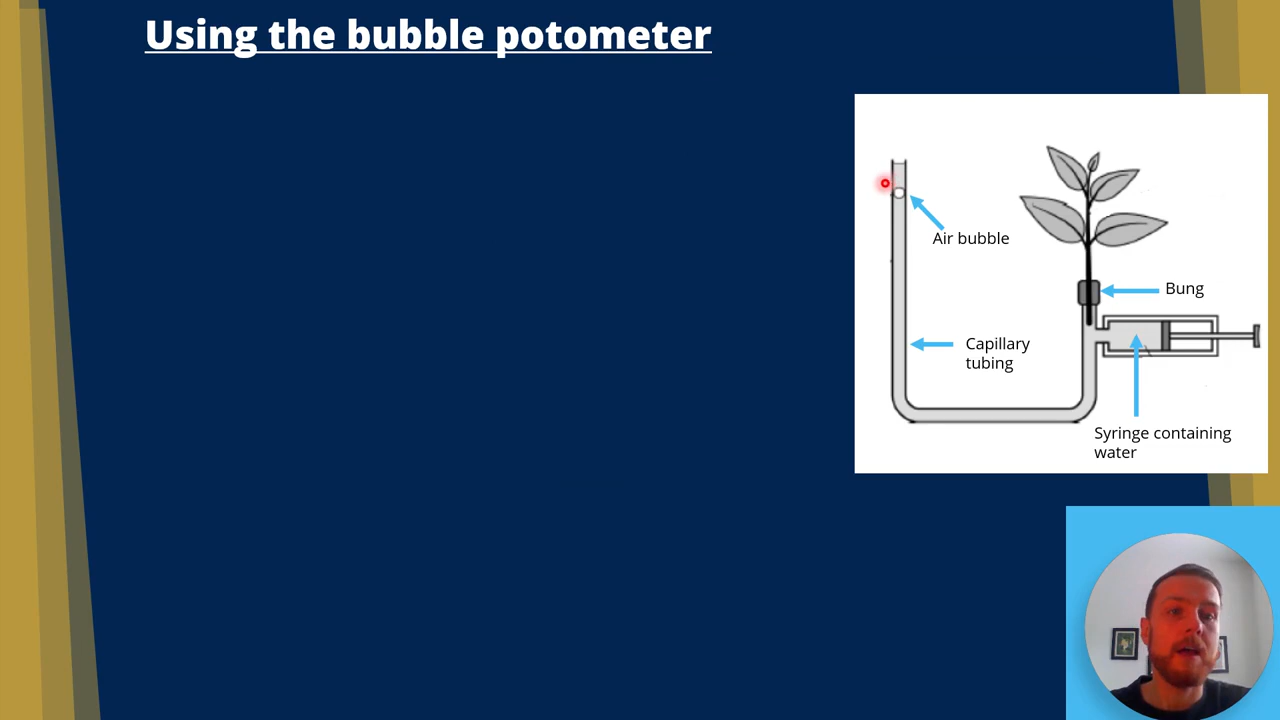 Using the bubble potometer
Air bubble
Bung
Capillary
tubing
Syringe containing
water